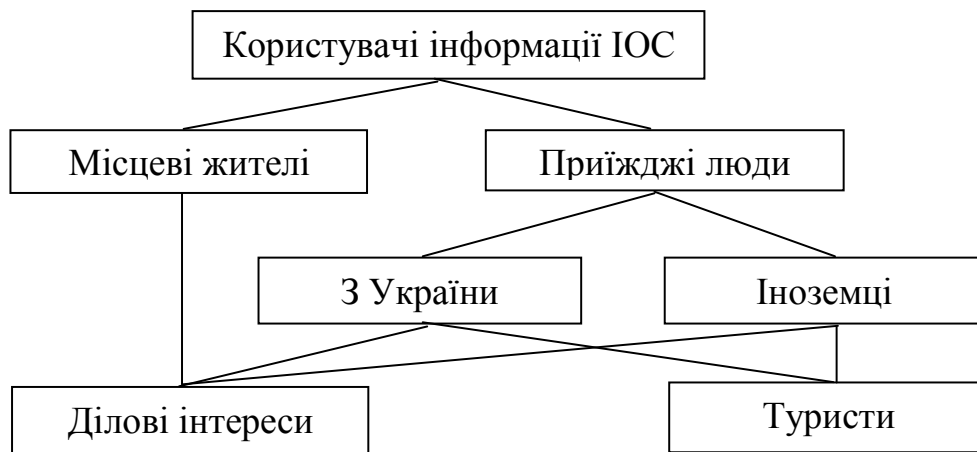 Користувачі інформації ІОС
Місцеві жителі
Приїжджі люди
З України
Іноземці
Ділові інтереси
Туристи